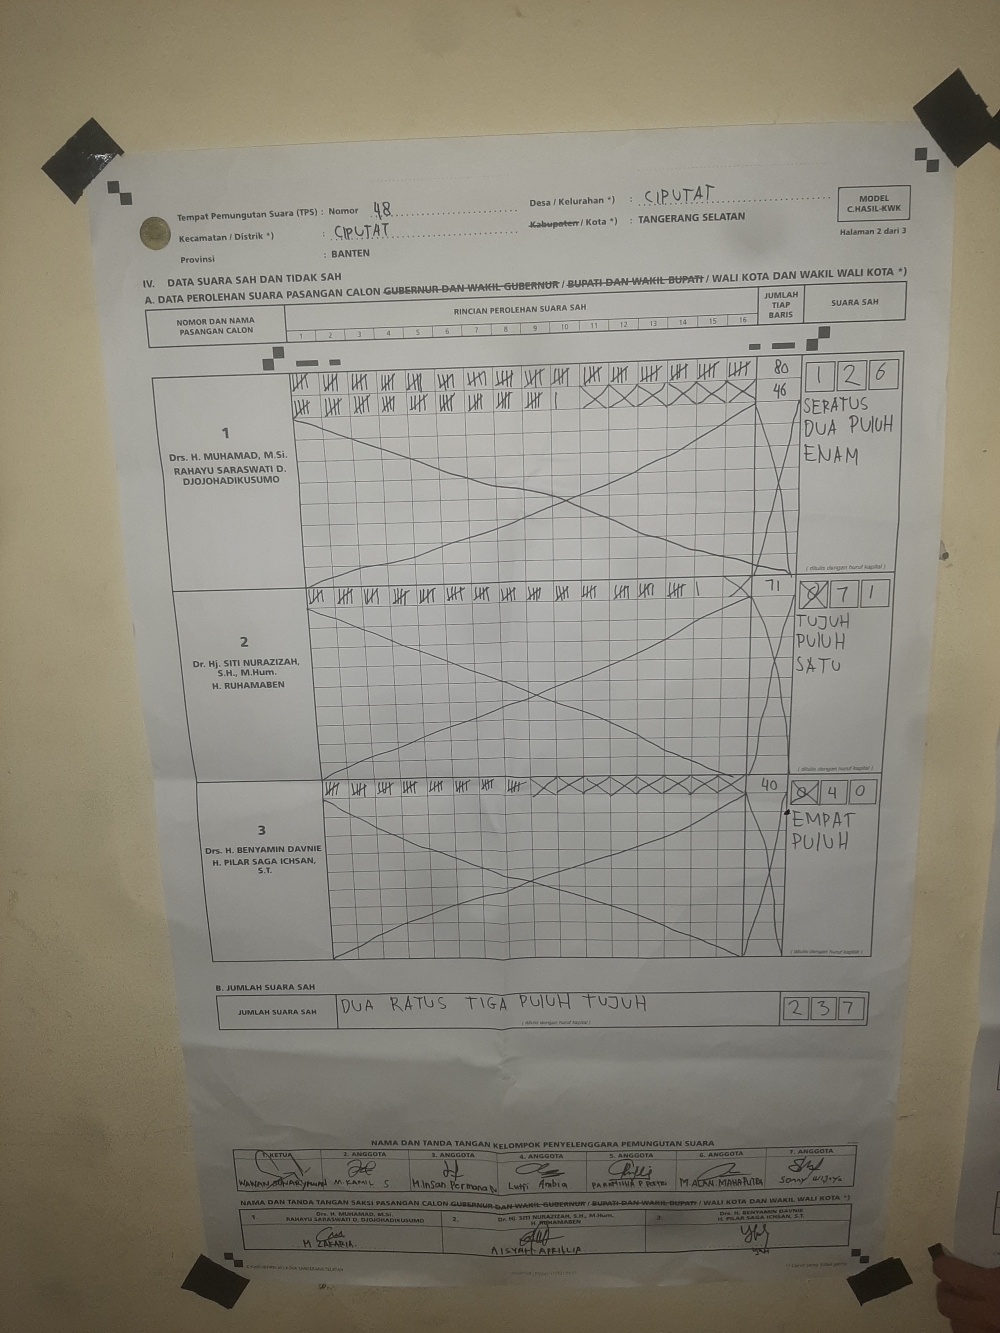 Tempat Pemungutan Suara (TPS) : Nomor 48
Desa / Kelurahan *) : CIPUTAT
MODEL C.HASIL-KWK
Kecamatan / Distrik *) : CIPUTAT
Kabupaten / Kota *) : TANGERANG SELATAN
Halaman 2 dari 3
Provinsi : BANTEN
IV. DATA SUARA SAH DAN TIDAK SAH
A. DATA PEROLEHAN SUARA PASANGAN CALON GUBERNUR DAN WAKIL GUBERNUR / BUPATI DAN WAKIL BUPATI / WALI KOTA DAN WAKIL WALI KOTA *)
NOMOR DAN NAMA PASANGAN CALON
RINCIAN PEROLEHAN SUARA SAH
JUMLAH TIAP BARIS
SUARA SAH
1 2 3 4 5 6 7 8 9 10 11 12 13 14 15 16
1
Drs. H. MUHAMAD, M.Si.
RAHAYU SARASWATI D.
DJOJOHADIKUSUMO
80
46
1 2 6
SERATUS
DUA PULUH
ENAM
( ditulis dengan huruf kapital )
2
Dr. Hj. SITI NURAZIZAH,
S.H., M.Hum.
H. RUHAMABEN
71
0 7 1
TUJUH
PULUH
SATU
( ditulis dengan huruf kapital )
3
Drs. H. BENYAMIN DAVNIE
H. PILAR SAGA ICHSAN,
S.T.
40
0 4 0
EMPAT
PULUH
( ditulis dengan huruf kapital )
B. JUMLAH SUARA SAH
JUMLAH SUARA SAH
DUA RATUS TIGA PULUH TUJUH
2 3 7
( ditulis dengan huruf kapital )
NAMA DAN TANDA TANGAN KELOMPOK PENYELENGGARA PEMUNGUTAN SUARA
1. KETUA 2. ANGGOTA 3. ANGGOTA 4. ANGGOTA 5. ANGGOTA 6. ANGGOTA 7. ANGGOTA
M. KAMIL S
M. Insan Permana
Lutfi Arabia
M. ALAN MAHAPUTRA
Sony Wijaya
NAMA DAN TANDA TANGAN SAKSI PASANGAN CALON GUBERNUR DAN WAKIL GUBERNUR / BUPATI DAN WAKIL BUPATI / WALI KOTA DAN WAKIL WALI KOTA *)
1. Drs. H. MUHAMAD, M.Si.
RAHAYU SARASWATI D. DJOJOHADIKUSUMO
2. Dr. Hj. SITI NURAZIZAH, S.H., M.Hum.
H. RUHAMABEN
3. Drs. H. BENYAMIN DAVNIE
H. PILAR SAGA ICHSAN, S.T.
M ZAKARIA
AISYAH APRILLIA